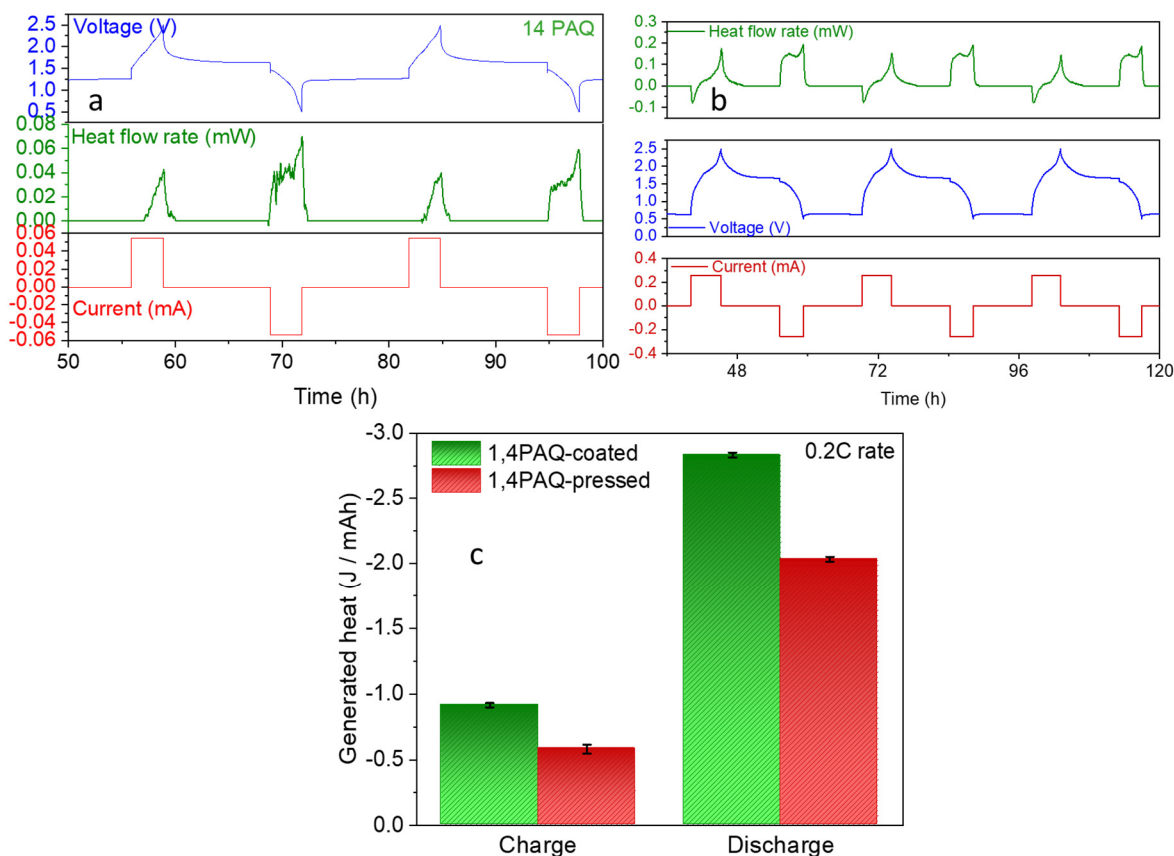 2.5
2.0
1.5
1.0
0.5
Voltage (V)
14 PAQ
a
0.08
0.06
0.04
0.02
0.00
Heat flow rate (mW)
0.06
0.04
0.02
0.00
-0.02
-0.04
-0.06
Current (mA)
50 60 70 80 90 100
Time (h)
0.3
0.2
0.1
0.0
-0.1
Heat flow rate (mW)
b
2.5
2.0
1.5
1.0
0.5
0.0
Voltage (V)
0.4
0.2
0.0
-0.2
-0.4
Current (mA)
48 72 96 120
Time (h)
Generated heat (J / mAh)
-3.0
-2.5
-2.0
-1.5
-1.0
-0.5
0.0
1,4PAQ-coated
1,4PAQ-pressed
0.2C rate
c
Charge Discharge